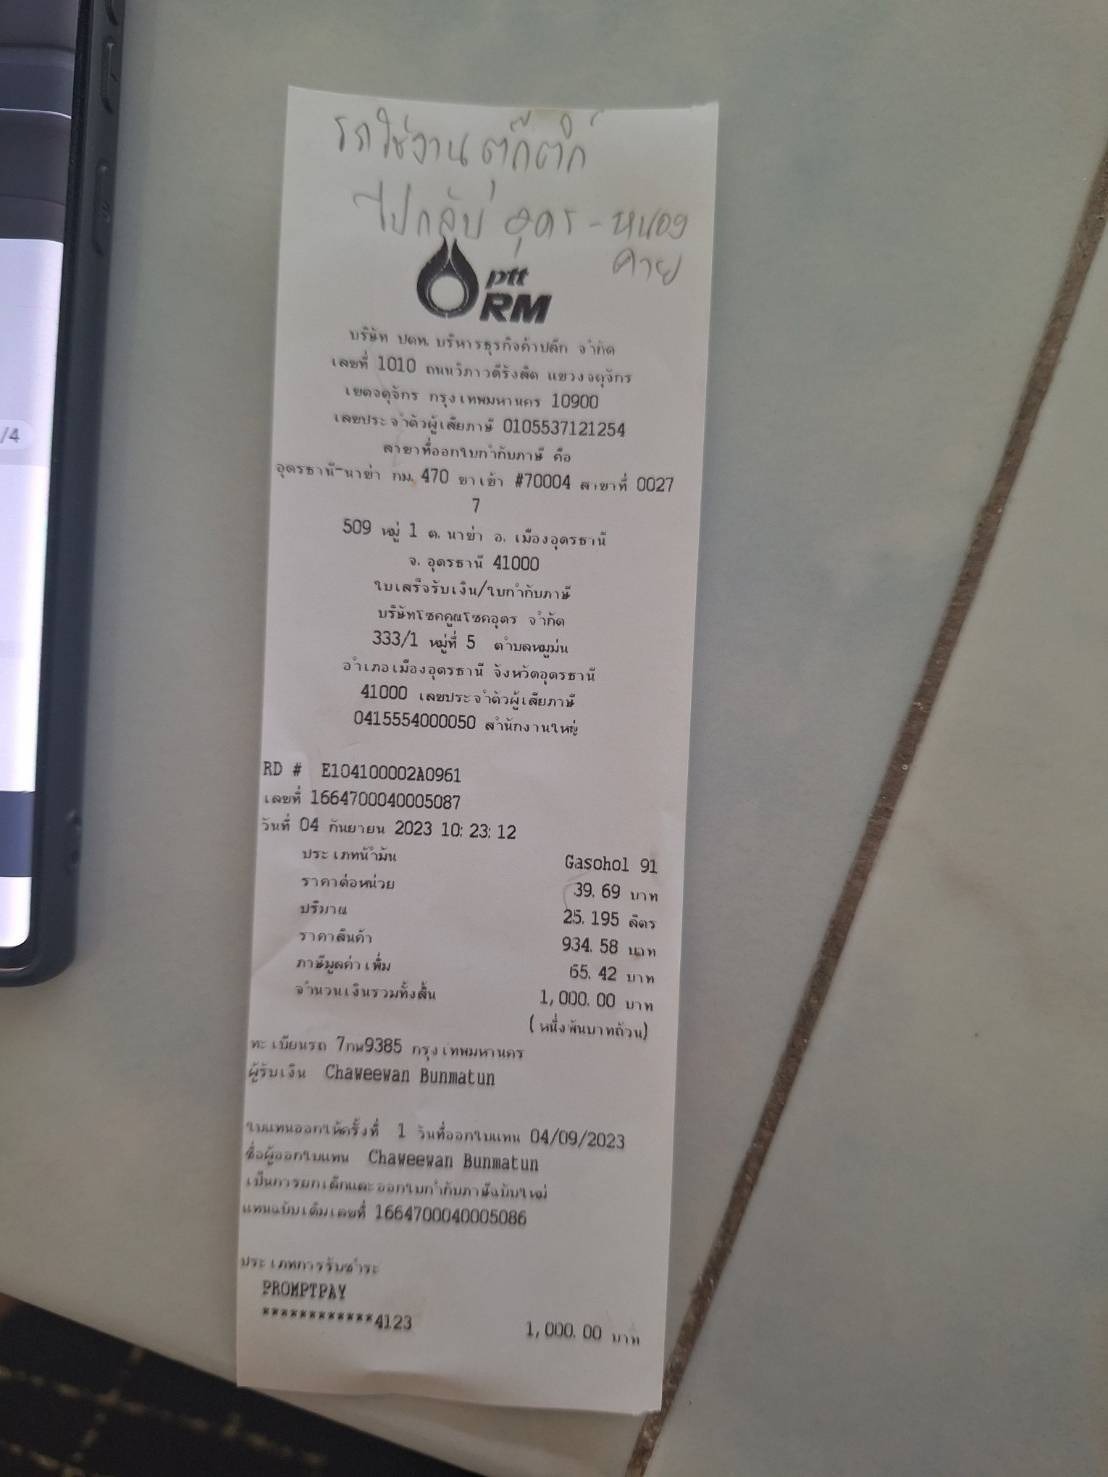 รถใช้งาน ตุ๊กติ๊ก
ไปกลับ อุดร - หนอง
คาย
ptt
RM
บริษัท ปตท. บริหารธุรกิจค้าปลีก จำกัด
เลขที่ 1010 ถนนวิภาวดีรังสิต แขวงจตุจักร
เขตจตุจักร กรุงเทพมหานคร 10900
เลขประจำตัวผู้เสียภาษี 0105537121254
สาขาที่ออกใบกำกับภาษี คือ
อุดรธานี-นาข่า กม. 470 ขาเข้า #70004 สาขาที่ 0027
7
509 หมู่ 1 ต. นาข่า อ. เมืองอุดรธานี
จ. อุดรธานี 41000
ใบเสร็จรับเงิน/ใบกำกับภาษี
บริษัทโชคคูณโชคอุดร จำกัด
333/1 หมู่ที่ 5 ตำบลหมูม่น
อำเภอเมืองอุดรธานี จังหวัดอุดรธานี
41000 เลขประจำตัวผู้เสียภาษี
0415554000050 สำนักงานใหญ่
RD # E104100002A0961
เลขที่ 1664700040005087
วันที่ 04 กันยายน 2023 10:23:12
ประเภทน้ำมัน Gasohol 91
ราคาต่อหน่วย 39.69 บาท
ปริมาณ 25.195 ลิตร
ราคาสินค้า 934.58 บาท
ภาษีมูลค่าเพิ่ม 65.42 บาท
จำนวนเงินรวมทั้งสิ้น 1,000.00 บาท
(หนึ่งพันบาทถ้วน)
ทะเบียนรถ 7กฬ9385 กรุงเทพมหานคร
ผู้รับเงิน Chaweewan Bunmatun
ใบแทนออกให้ครั้งที่ 1 วันที่ออกใบแทน 04/09/2023
ชื่อผู้ออกใบแทน Chaweewan Bunmatun
เป็นการยกเลิกและออกใบกำกับภาษีฉบับใหม่
แทนฉบับเดิมเลขที่ 1664700040005086
ประเภทการรับชำระ
PROMPTPAY
************4123 1,000.00 บาท
/4